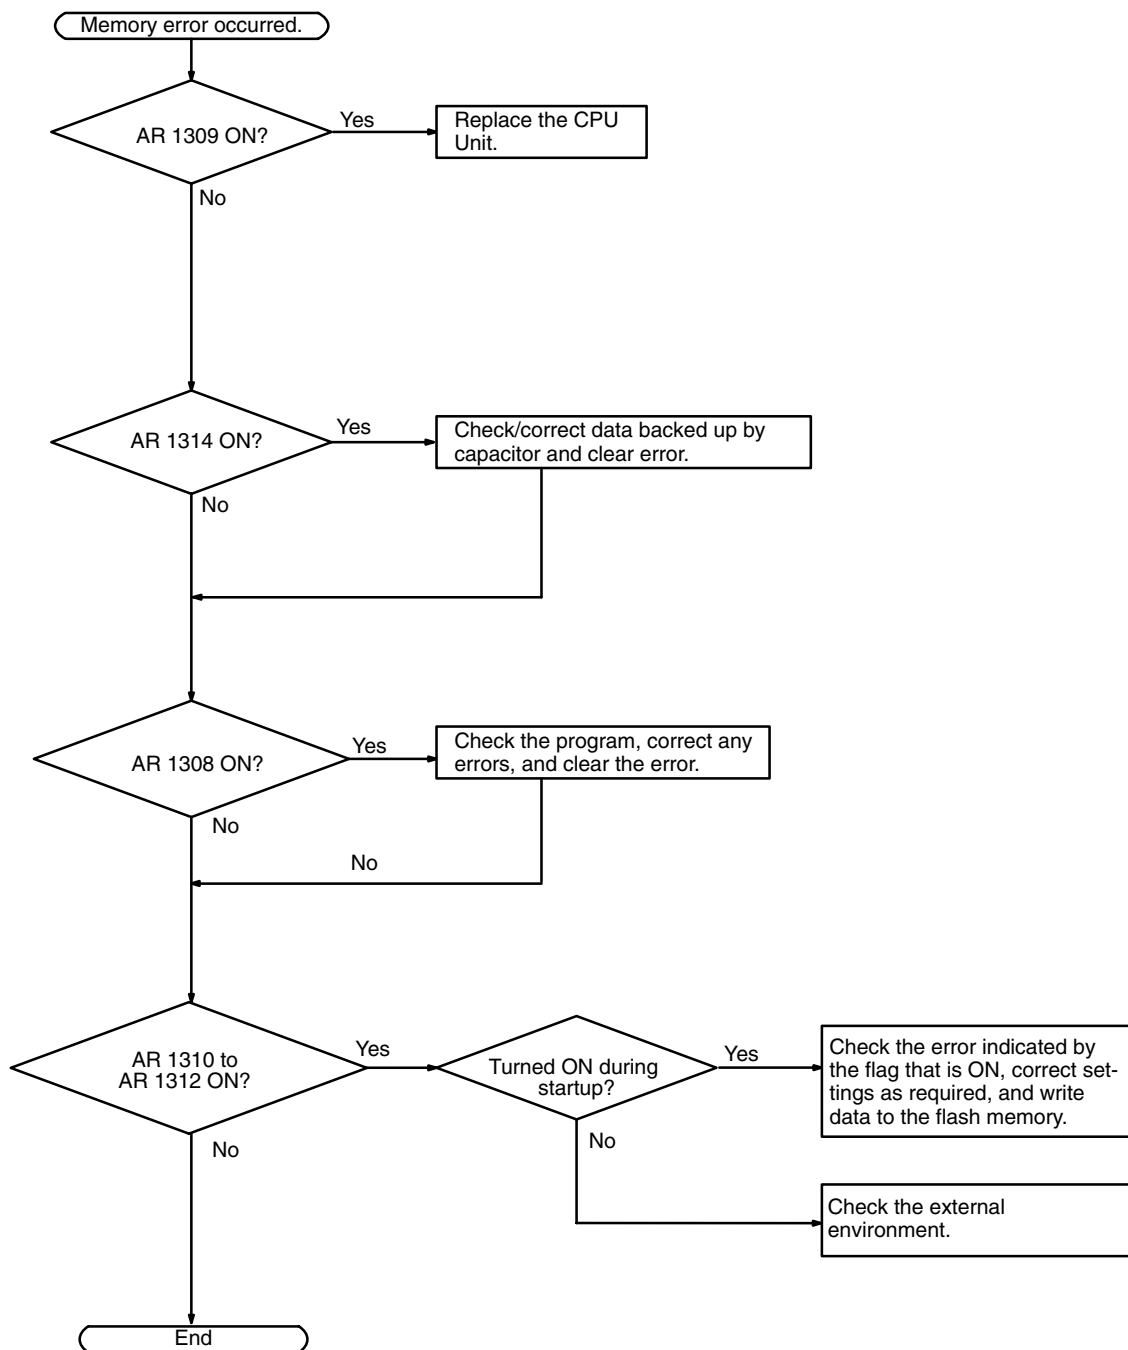 Memory error occurred.
AR 1309 ON?
Yes
Replace the CPU
Unit.
No
AR 1314 ON?
Yes
Check/correct data backed up by
capacitor and clear error.
No
AR 1308 ON?
Yes
Check the program, correct any
errors, and clear the error.
No
No
AR 1310 to
AR 1312 ON?
Yes
Turned ON during
startup?
Yes
Check the error indicated by
the flag that is ON, correct set-
tings as required, and write
data to the flash memory.
No
No
Check the external
environment.
End